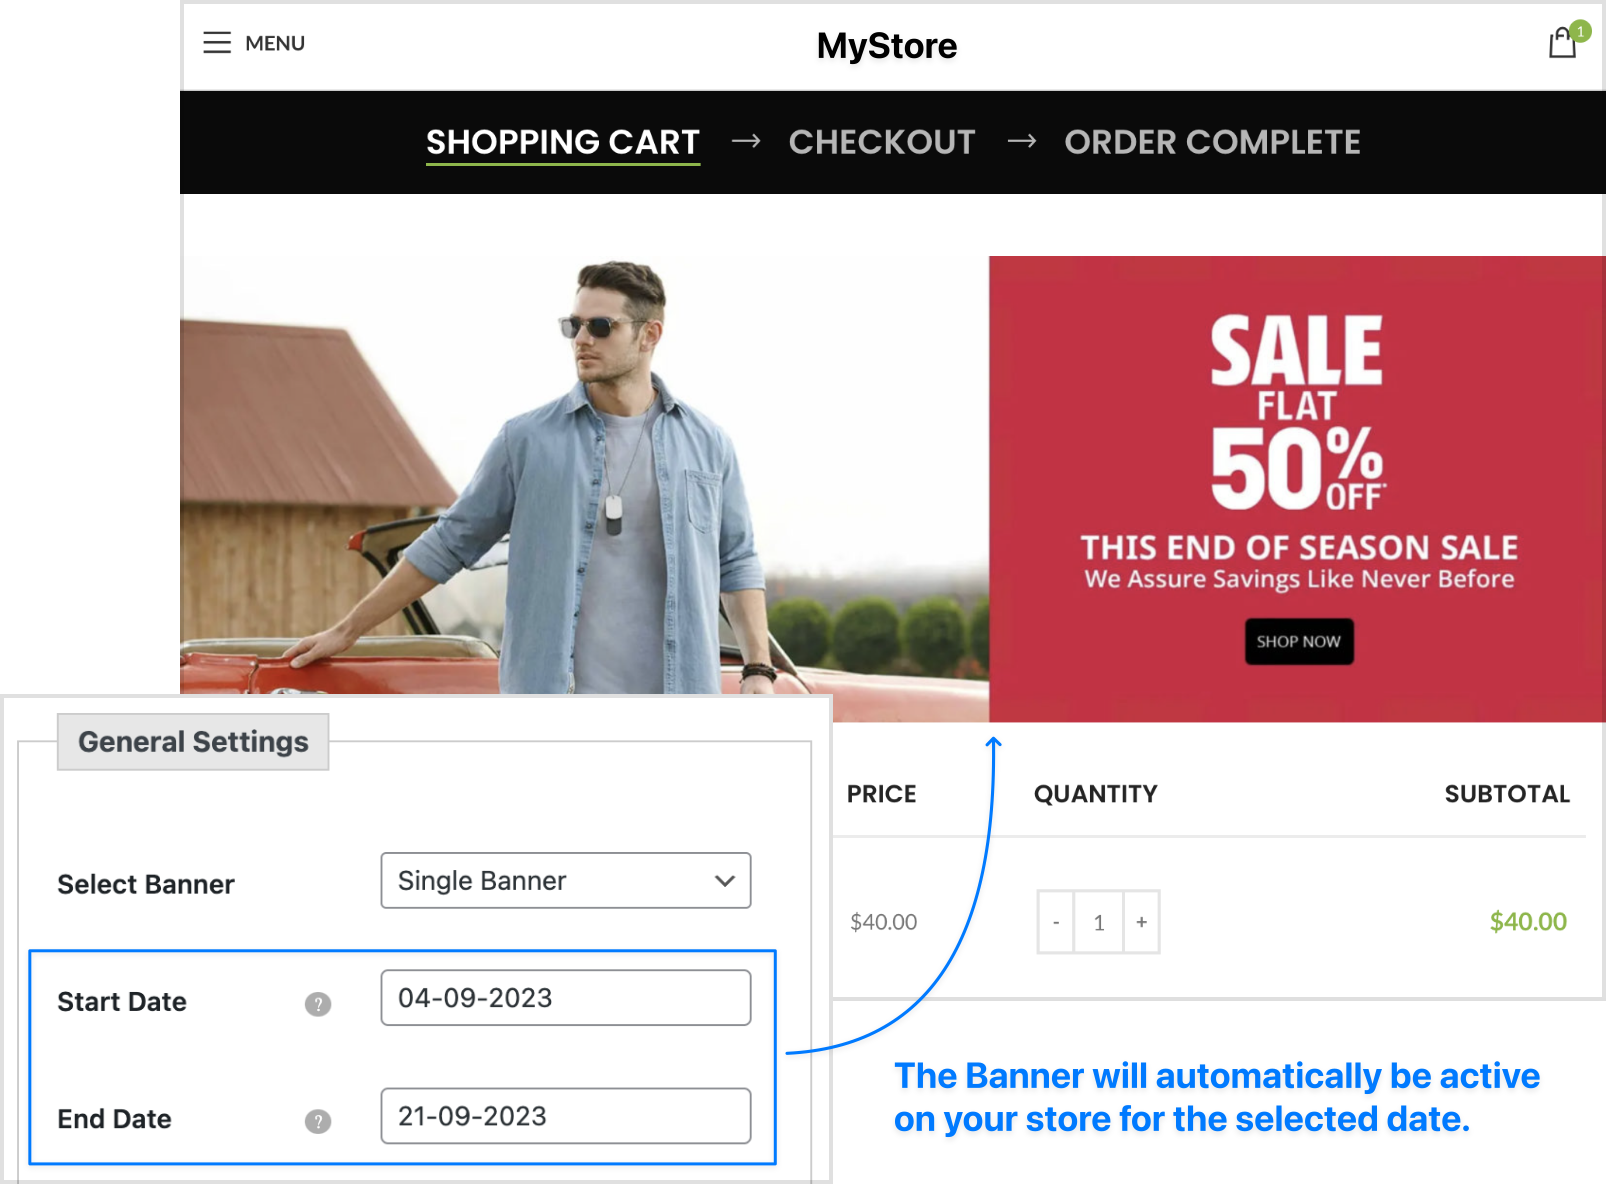 MENU
MyStore
1
SHOPPING CART → CHECKOUT → ORDER COMPLETE
SALE
FLAT
50%
OFF*
THIS END OF SEASON SALE
We Assure Savings Like Never Before
SHOP NOW
General Settings
Select Banner
Single Banner
Start Date
?
04-09-2023
End Date
?
21-09-2023
PRICE
QUANTITY
SUBTOTAL
$40.00
- 1 +
$40.00
The Banner will automatically be active
on your store for the selected date.